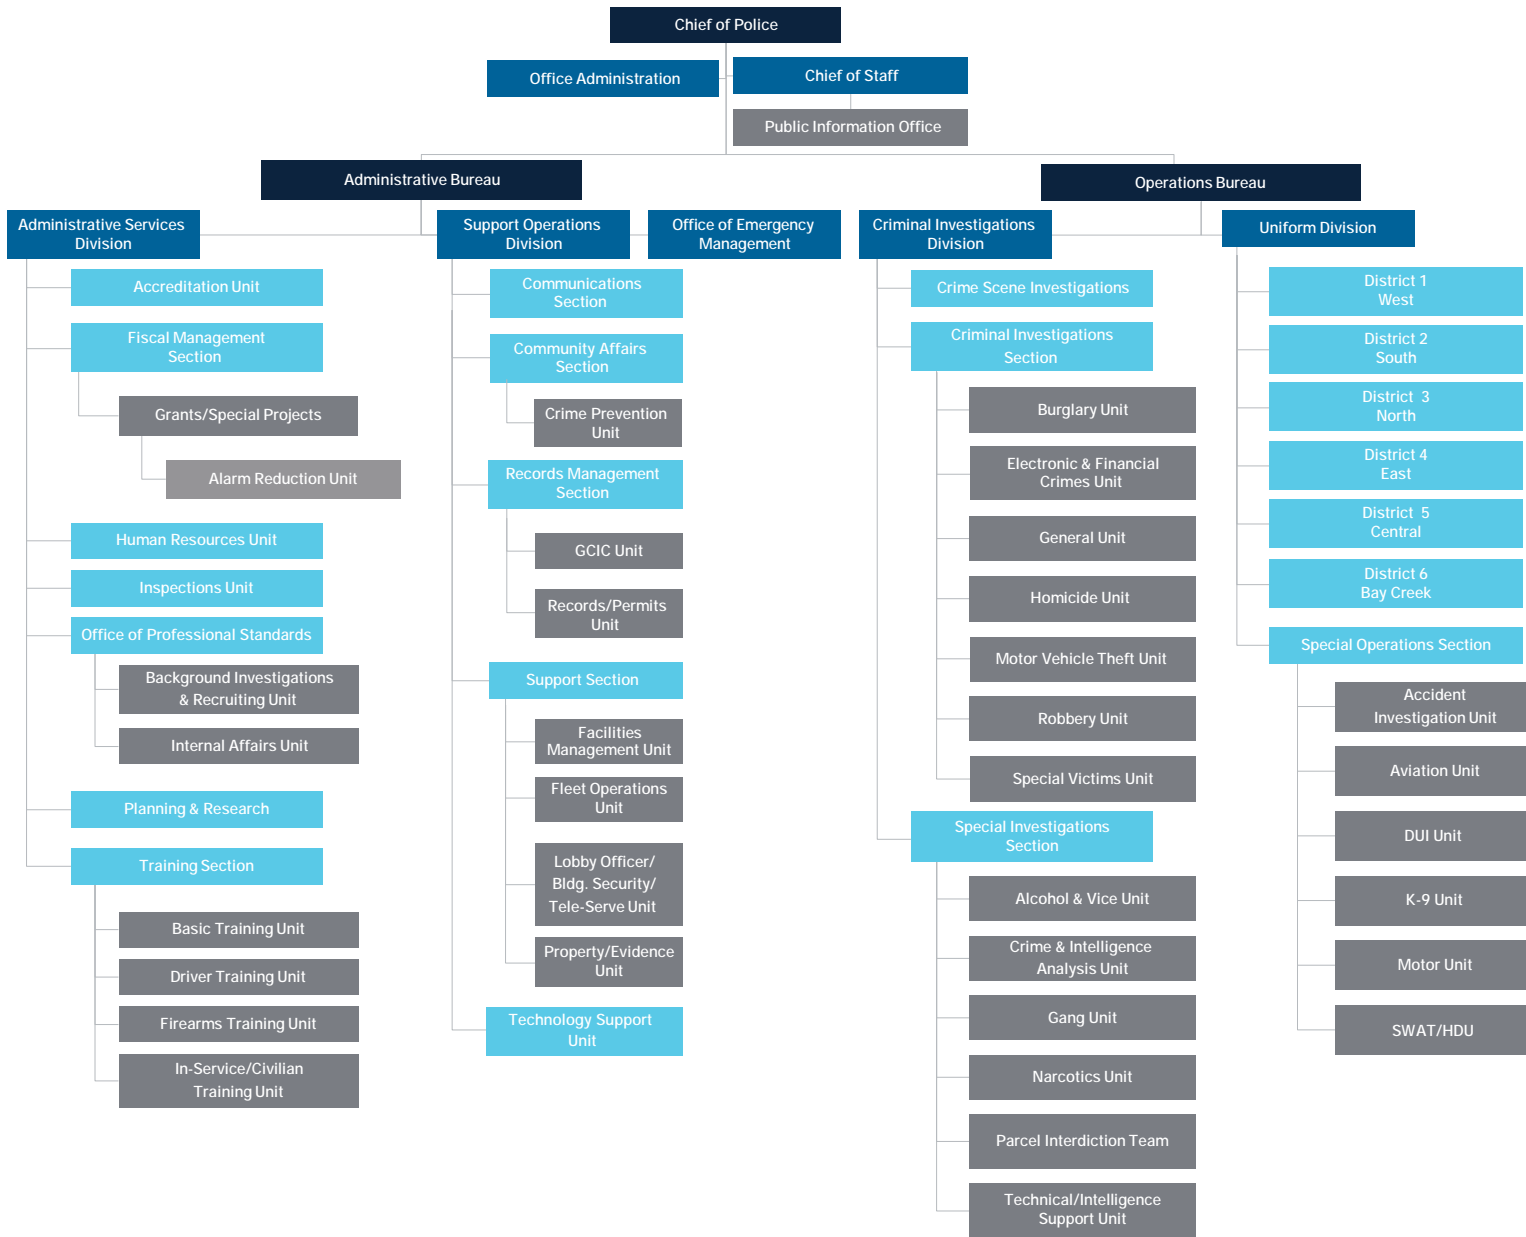 Chief of Police
Office Administration
Chief of Staff
Public Information Office
Administrative Bureau
Operations Bureau
Administrative Services
Division
Support Operations
Division
Office of Emergency
Management
Criminal Investigations
Division
Uniform Division
Accreditation Unit
Fiscal Management
Section
Grants/Special Projects
Alarm Reduction Unit
Human Resources Unit
Inspections Unit
Office of Professional Standards
Background Investigations
& Recruiting Unit
Internal Affairs Unit
Planning & Research
Training Section
Basic Training Unit
Driver Training Unit
Firearms Training Unit
In-Service/Civilian
Training Unit
Communications
Section
Community Affairs
Section
Crime Prevention
Unit
Records Management
Section
GCIC Unit
Records/Permits
Unit
Support Section
Facilities
Management Unit
Fleet Operations
Unit
Lobby Officer/
Bldg. Security/
Tele-Serve Unit
Property/Evidence
Unit
Technology Support
Unit
Crime Scene Investigations
Criminal Investigations
Section
Burglary Unit
Electronic & Financial
Crimes Unit
General Unit
Homicide Unit
Motor Vehicle Theft Unit
Robbery Unit
Special Victims Unit
Special Investigations
Section
Alcohol & Vice Unit
Crime & Intelligence
Analysis Unit
Gang Unit
Narcotics Unit
Parcel Interdiction Team
Technical/Intelligence
Support Unit
District 1
West
District 2
South
District 3
North
District 4
East
District 5
Central
District 6
Bay Creek
Special Operations Section
Accident
Investigation Unit
Aviation Unit
DUI Unit
K-9 Unit
Motor Unit
SWAT/HDU